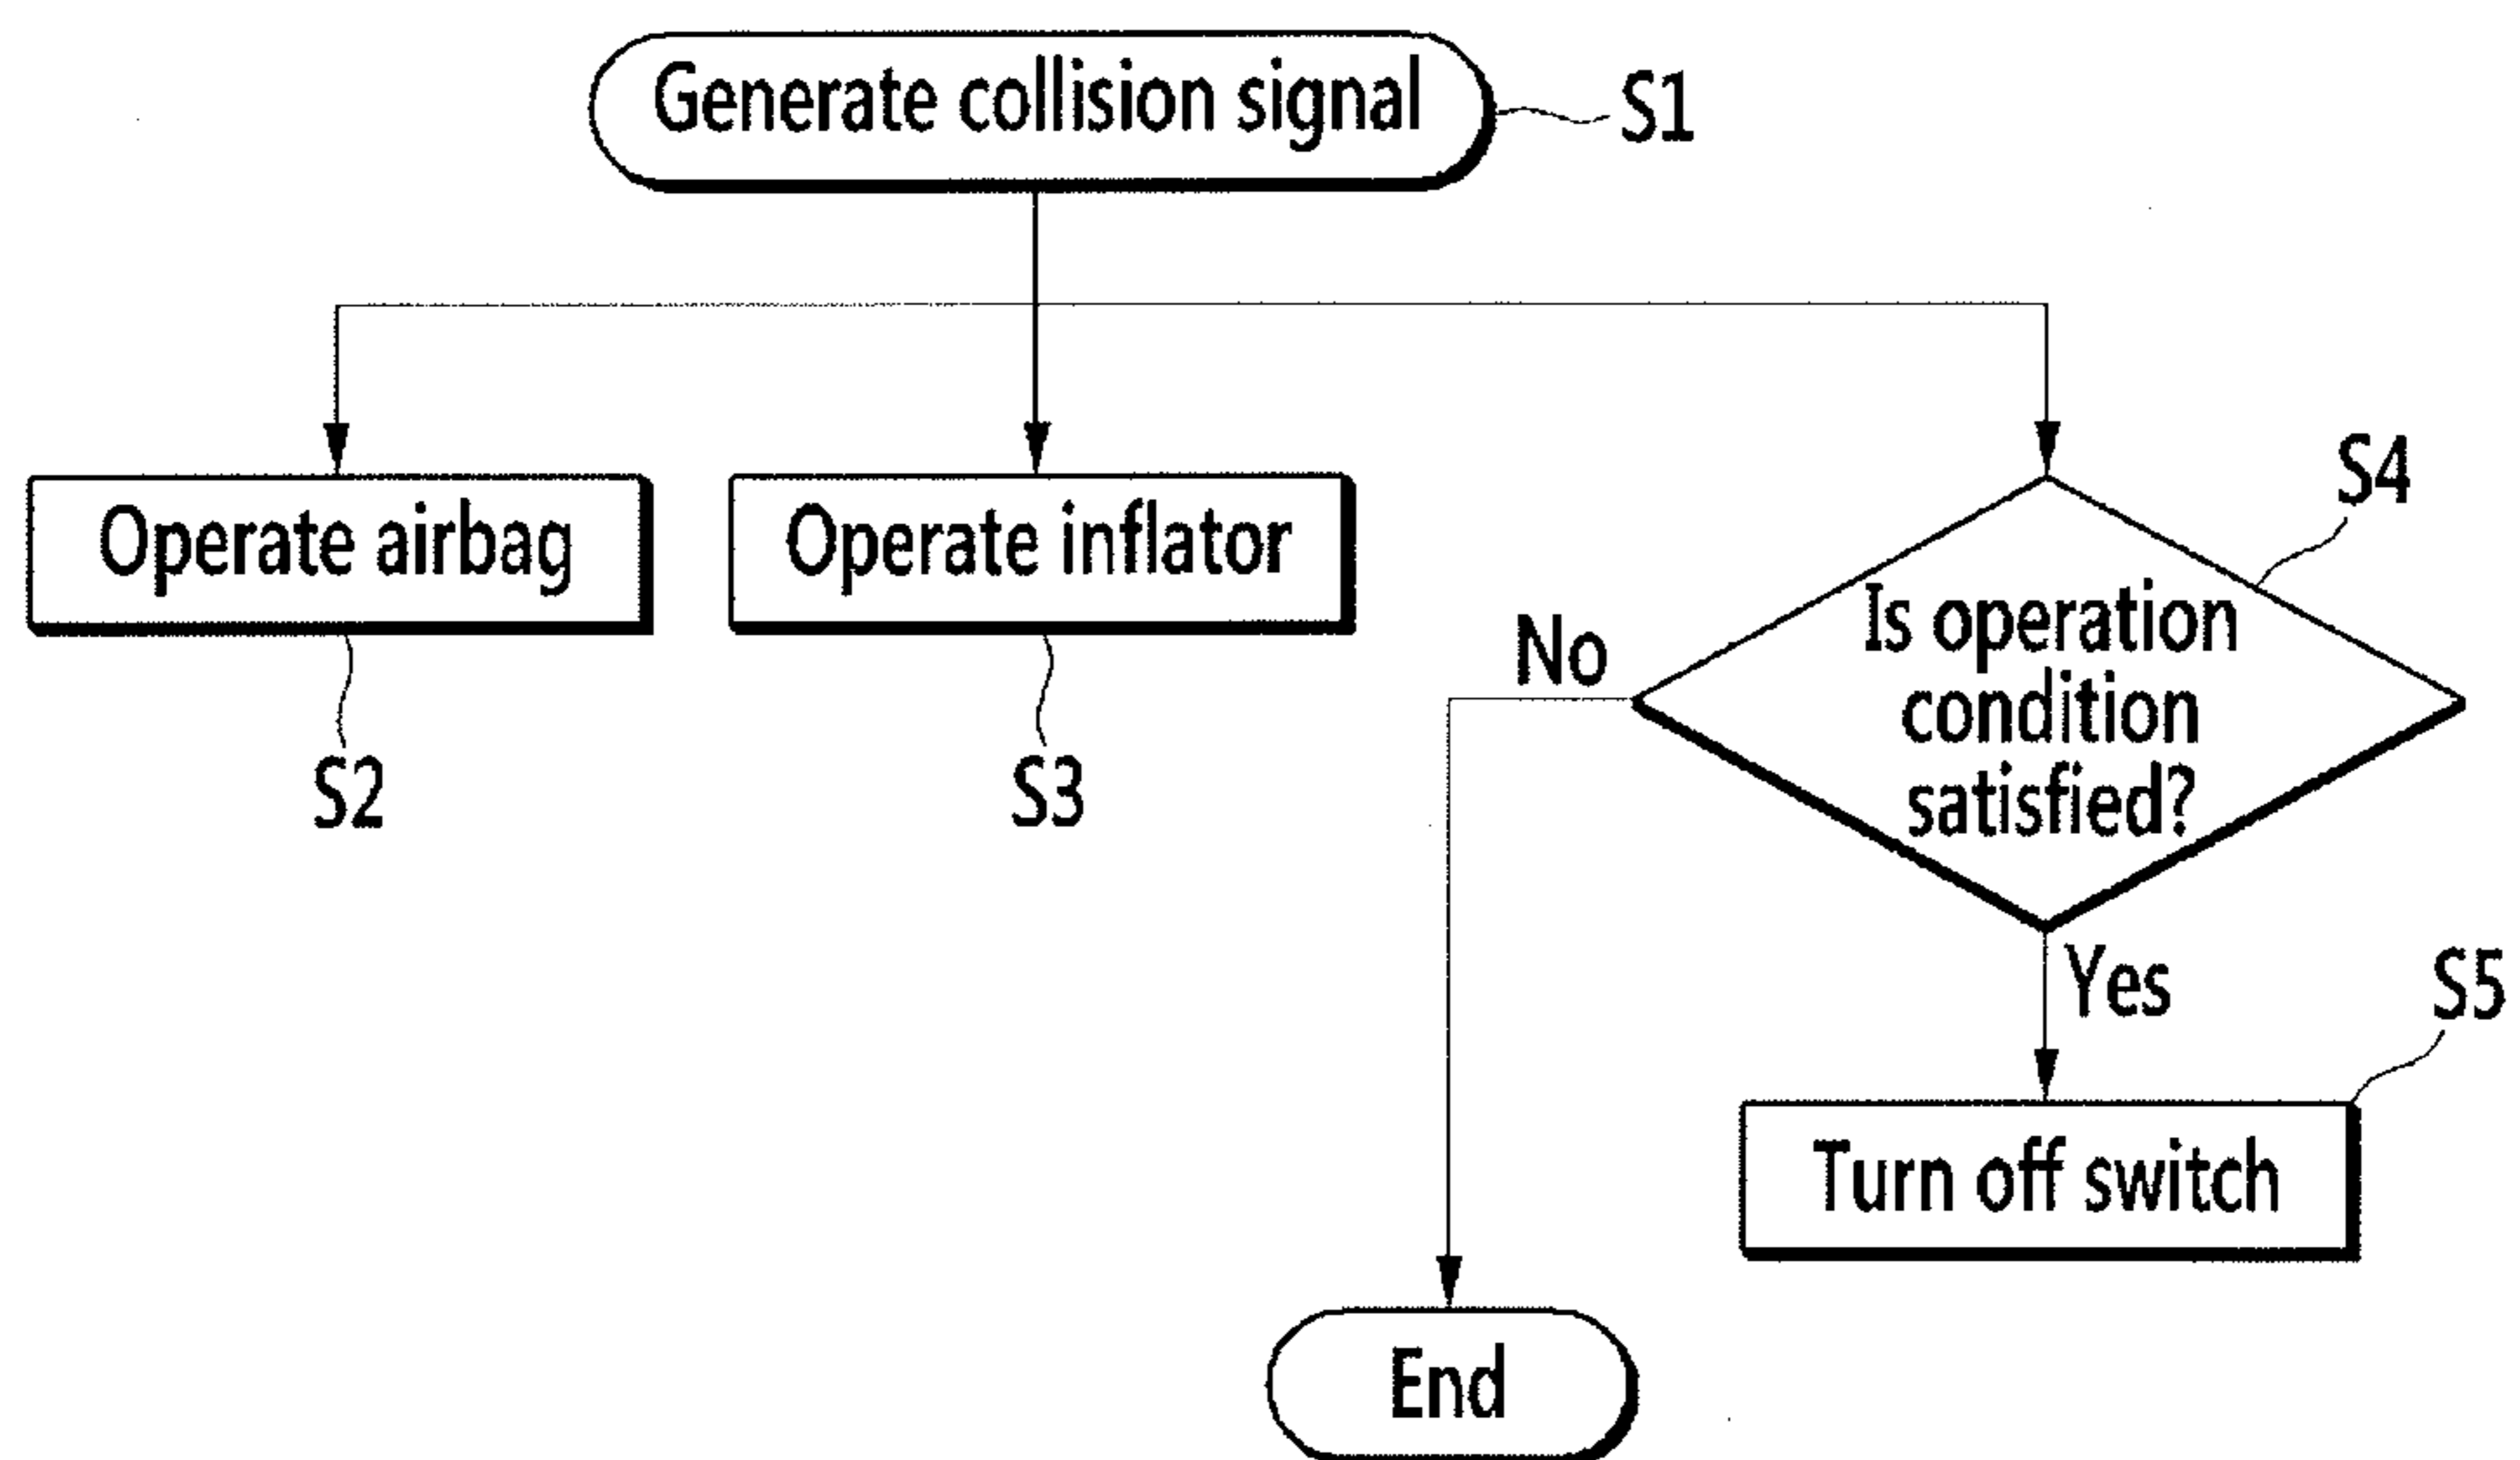 Generate collision signal
S1
Operate airbag
Operate inflator
S4
Is operation
condition
satisfied?
No
S2
S3
Yes
S5
Turn off switch
End